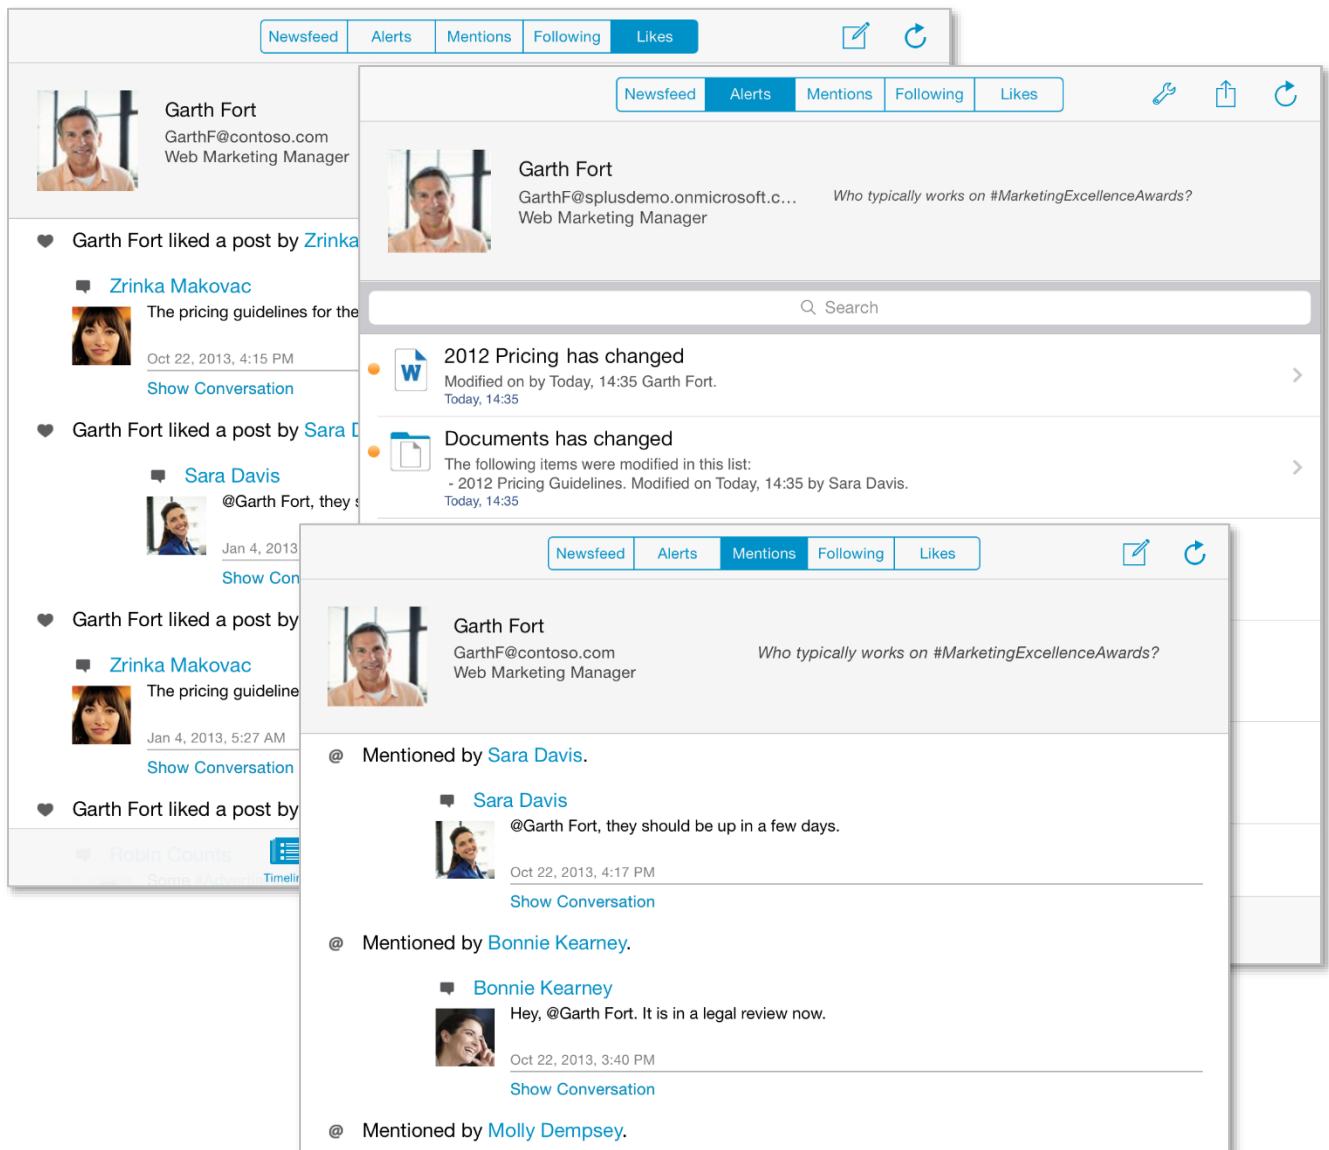 Newsfeed Alerts Mentions Following Likes
Garth Fort
GarthF@contoso.com
Web Marketing Manager
Garth Fort liked a post by Zrinka
Zrinka Makovac
The pricing guidelines for the
Oct 22, 2013, 4:15 PM
Show Conversation
Garth Fort liked a post by Sara D
Sara Davis
@Garth Fort, they s
Jan 4, 2013
Show Con
Garth Fort liked a post by
Zrinka Makovac
The pricing guideline
Jan 4, 2013, 5:27 AM
Show Conversation
Garth Fort liked a post by
Robin Counts
Some #Adverti
Timelin
Newsfeed Alerts Mentions Following Likes
Garth Fort
GarthF@splusdemo.onmicrosoft.c...
Web Marketing Manager
Who typically works on #MarketingExcellenceAwards?
Search
W
2012 Pricing has changed
Modified on by Today, 14:35 Garth Fort.
Today, 14:35
Documents has changed
The following items were modified in this list:
- 2012 Pricing Guidelines. Modified on Today, 14:35 by Sara Davis.
Today, 14:35
Newsfeed Alerts Mentions Following Likes
Garth Fort
GarthF@contoso.com
Web Marketing Manager
Who typically works on #MarketingExcellenceAwards?
@ Mentioned by Sara Davis.
Sara Davis
@Garth Fort, they should be up in a few days.
Oct 22, 2013, 4:17 PM
Show Conversation
@ Mentioned by Bonnie Kearney.
Bonnie Kearney
Hey, @Garth Fort. It is in a legal review now.
Oct 22, 2013, 3:40 PM
Show Conversation
@ Mentioned by Molly Dempsey.